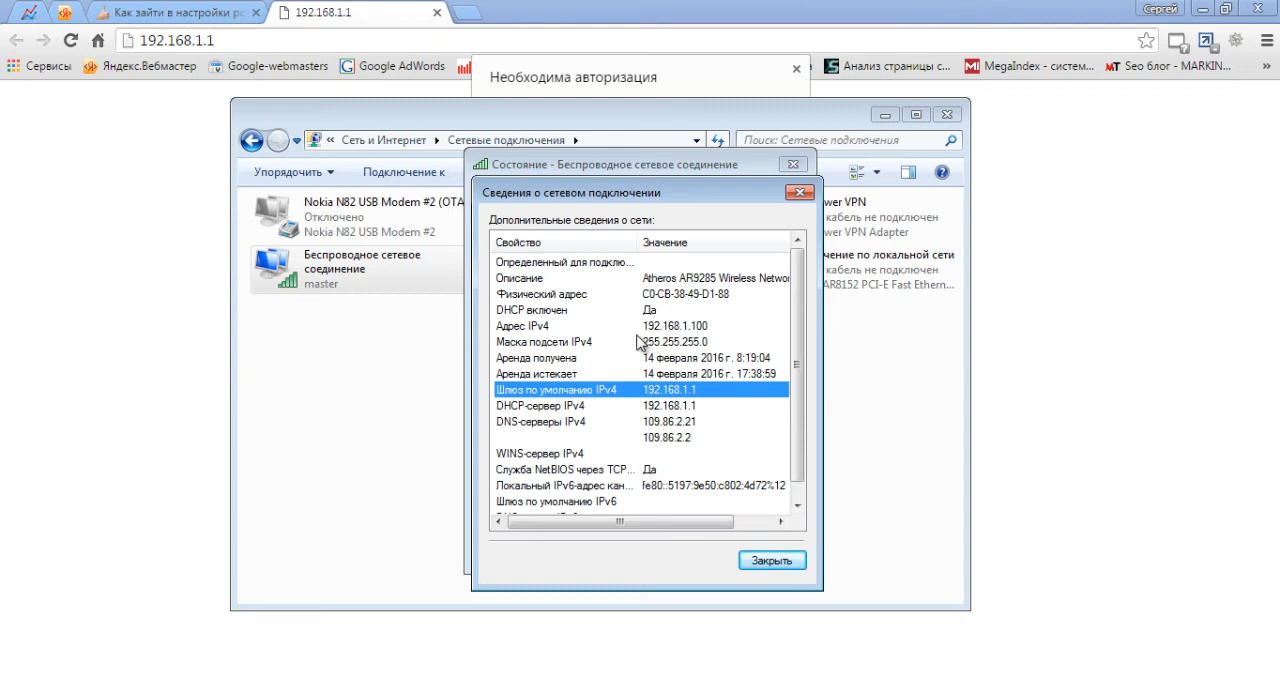 Как зайти в настройки ро
192.168.1.1
Сергей
192.168.1.1
Сервисы
Яндекс.Вебмастер
Google-webmasters
Google AdWords
Анализ страницы с...
MegaIndex - систем...
Seo блог - MARKIN...
Необходима авторизация
Сеть и Интернет
Сетевые подключения
Поиск: Сетевые подключения
Упорядочить
Подключение к
Состояние - Беспроводное сетевое соединение
Nokia N82 USB Modem #2 (OTA
Отключено
Nokia N82 USB Modem #2
Беспроводное сетевое
соединение
master
wer VPN
кабель не подключен
wer VPN Adapter
чение по локальной сети
кабель не подключен
AR8152 PCI-E Fast Ethern...
Сведения о сетевом подключении
Дополнительные сведения о сети:
Свойство Значение
Определенный для подклю...
Описание Atheros AR9285 Wireless Networ
Физический адрес C0-CB-38-49-D1-88
DHCP включен Да
Адрес IPv4 192.168.1.100
Маска подсети IPv4 255.255.255.0
Аренда получена 14 февраля 2016 г. 8:19:04
Аренда истекает 14 февраля 2016 г. 17:38:59
Шлюз по умолчанию IPv4 192.168.1.1
DHCP-сервер IPv4 192.168.1.1
DNS-серверы IPv4 109.86.2.21
109.86.2.2
WINS-сервер IPv4
Служба NetBIOS через TCP... Да
Локальный IPv6-адрес кан... fe80::5197:9e50:c802:4d72%12
Шлюз по умолчанию IPv6
Закрыть